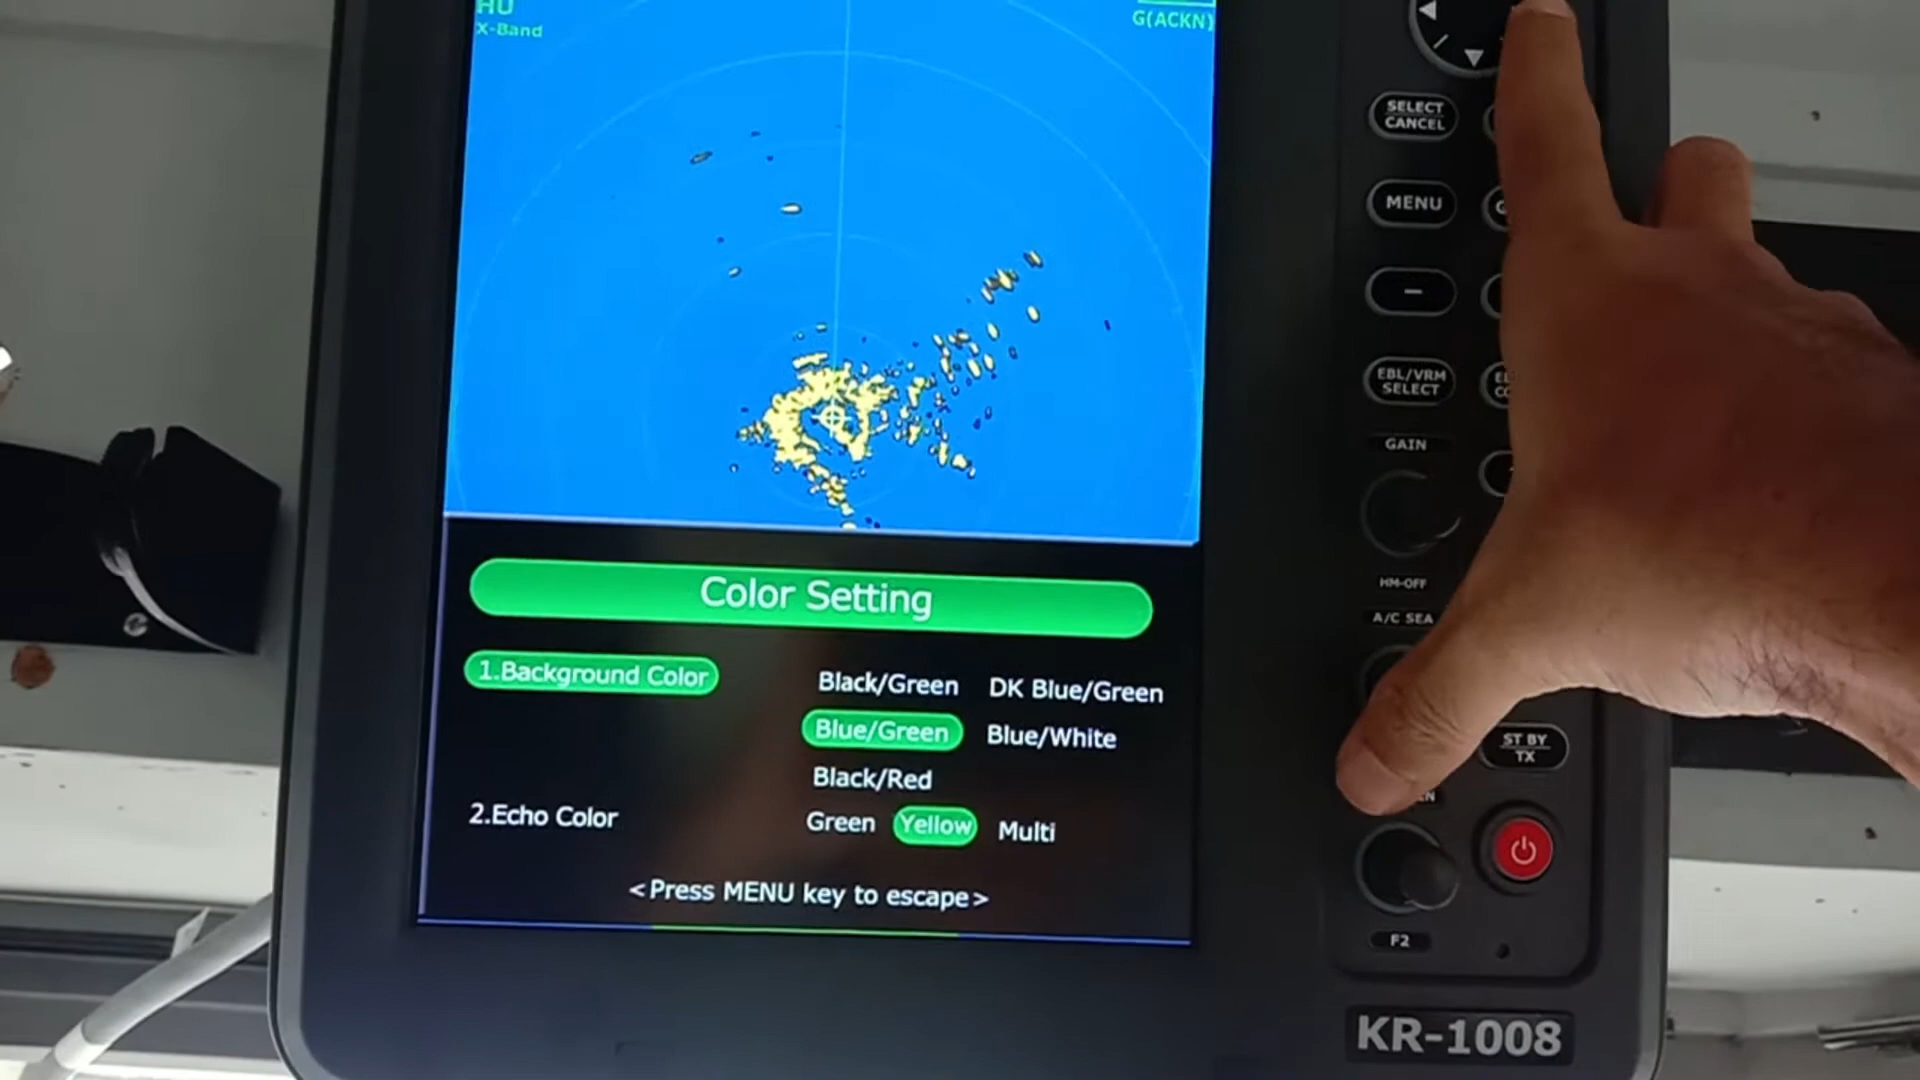 HU
X-Band
G(ACKN)
SELECT
CANCEL
MENU
−
EBL/VRM
SELECT
GAIN
HM-OFF
A/C SEA
ST BY
TX
F2
KR-1008
Color Setting
1.Background Color
Black/Green DK Blue/Green
Blue/Green Blue/White
Black/Red
2.Echo Color Green Yellow Multi
<Press MENU key to escape>